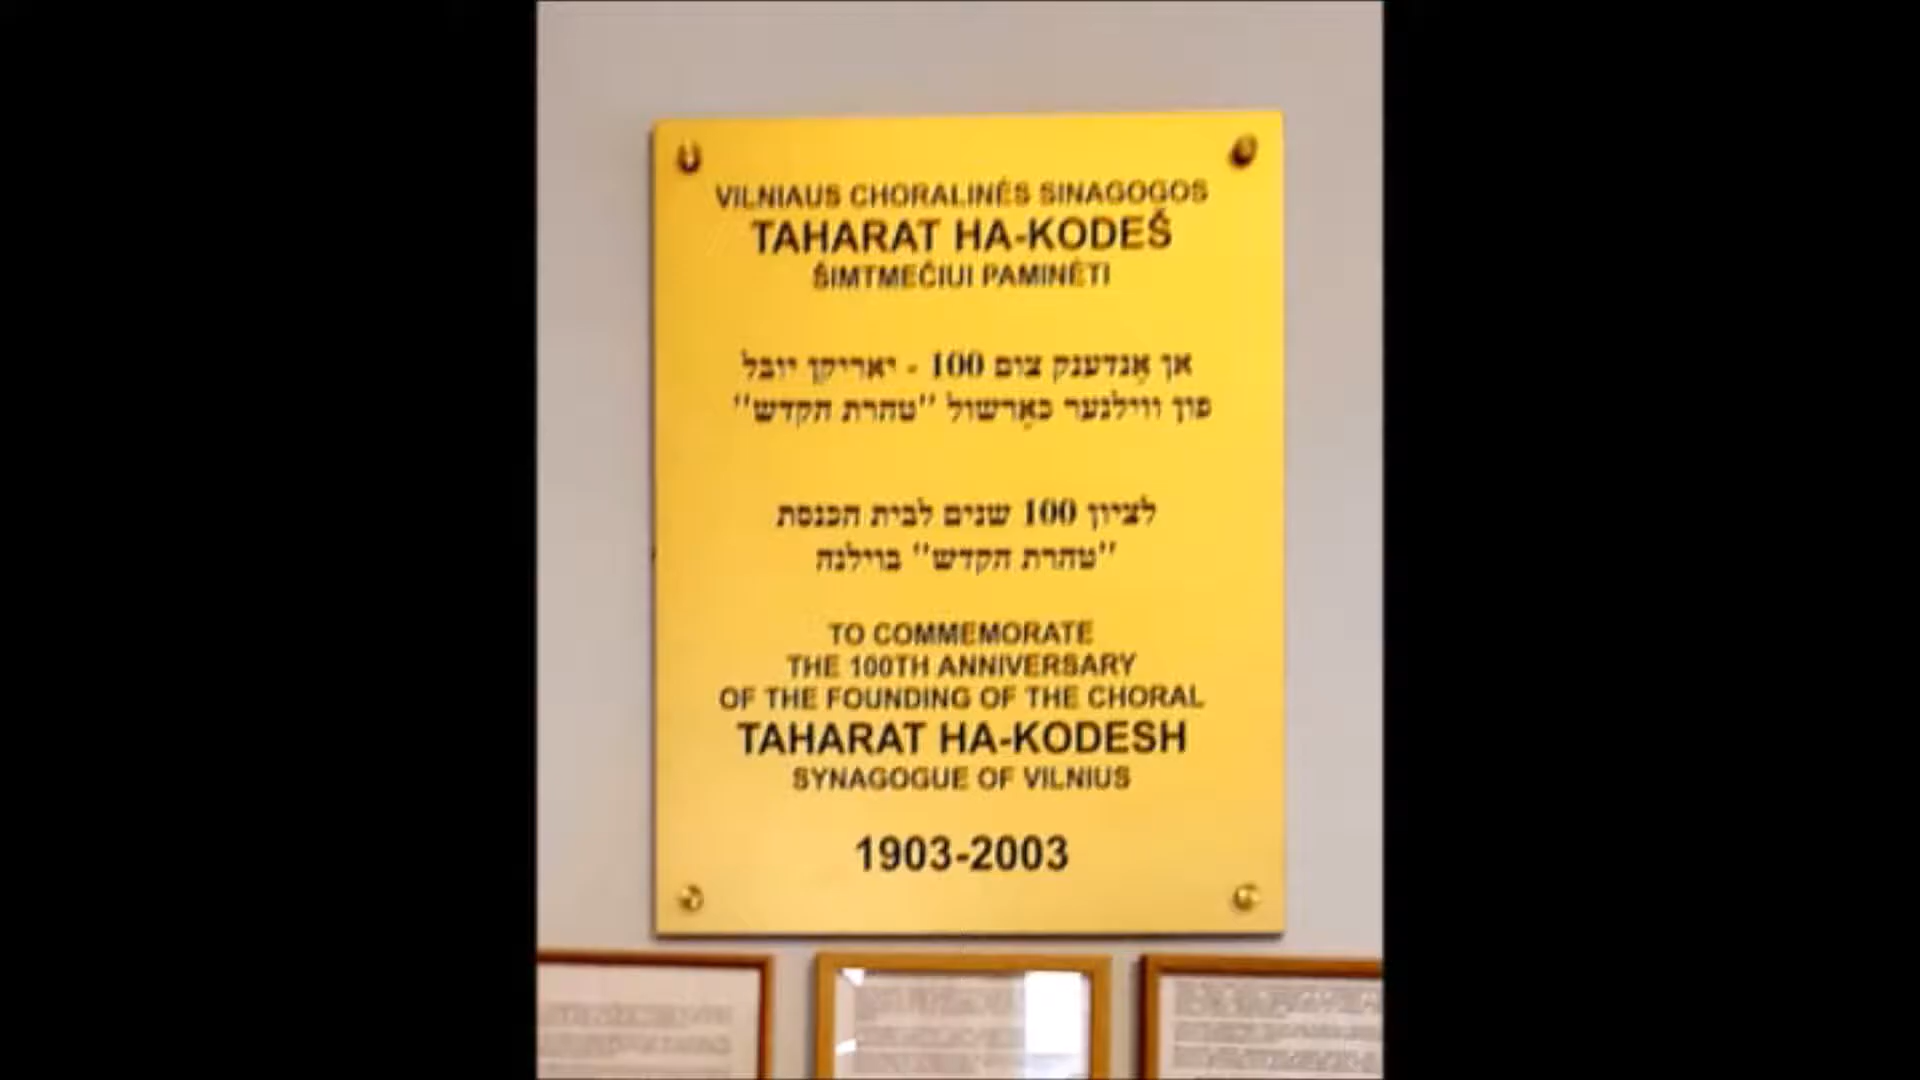 VILNIAUS CHORALINĖS SINAGOGOS
TAHARAT HA-KODEŠ
ŠIMTMEČIUI PAMINĖTI
אן אָנדענק צום 100 - יאריקן יובל
פון ווילנער כאָרשול "טהרת הקדש"
לציון 100 שנים לבית הכנסת
"טהרת הקדש" בוילנה
TO COMMEMORATE
THE 100TH ANNIVERSARY
OF THE FOUNDING OF THE CHORAL
TAHARAT HA-KODESH
SYNAGOGUE OF VILNIUS
1903-2003